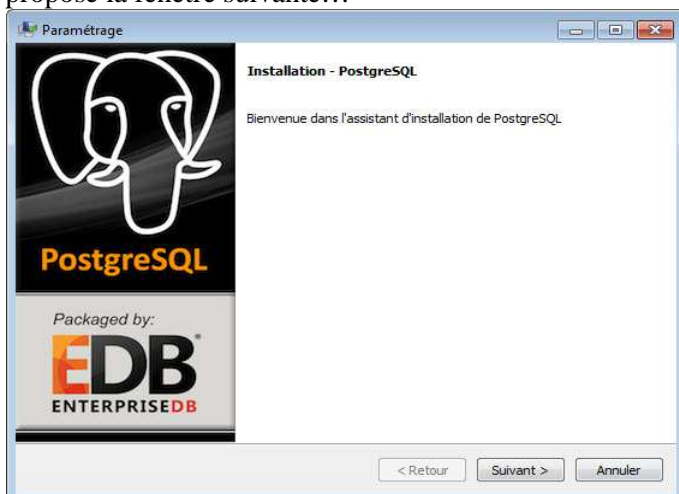 propose la fenêtre suivante…
Paramétrage
Installation - PostgreSQL
Bienvenue dans l'assistant d'installation de PostgreSQL
PostgreSQL
Packaged by:
EDB
ENTERPRISEDB
< Retour
Suivant >
Annuler